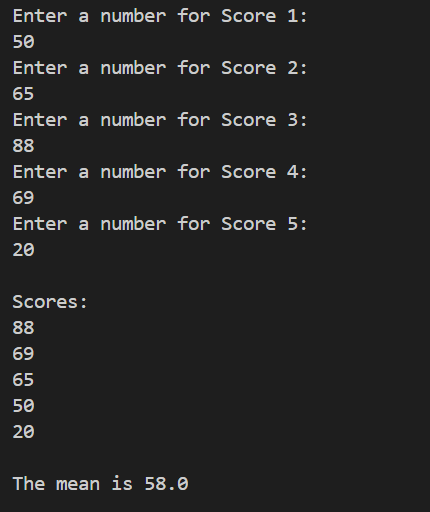 Enter a number for Score 1:
50
Enter a number for Score 2:
65
Enter a number for Score 3:
88
Enter a number for Score 4:
69
Enter a number for Score 5:
20
Scores:
88
69
65
50
20
The mean is 58.0